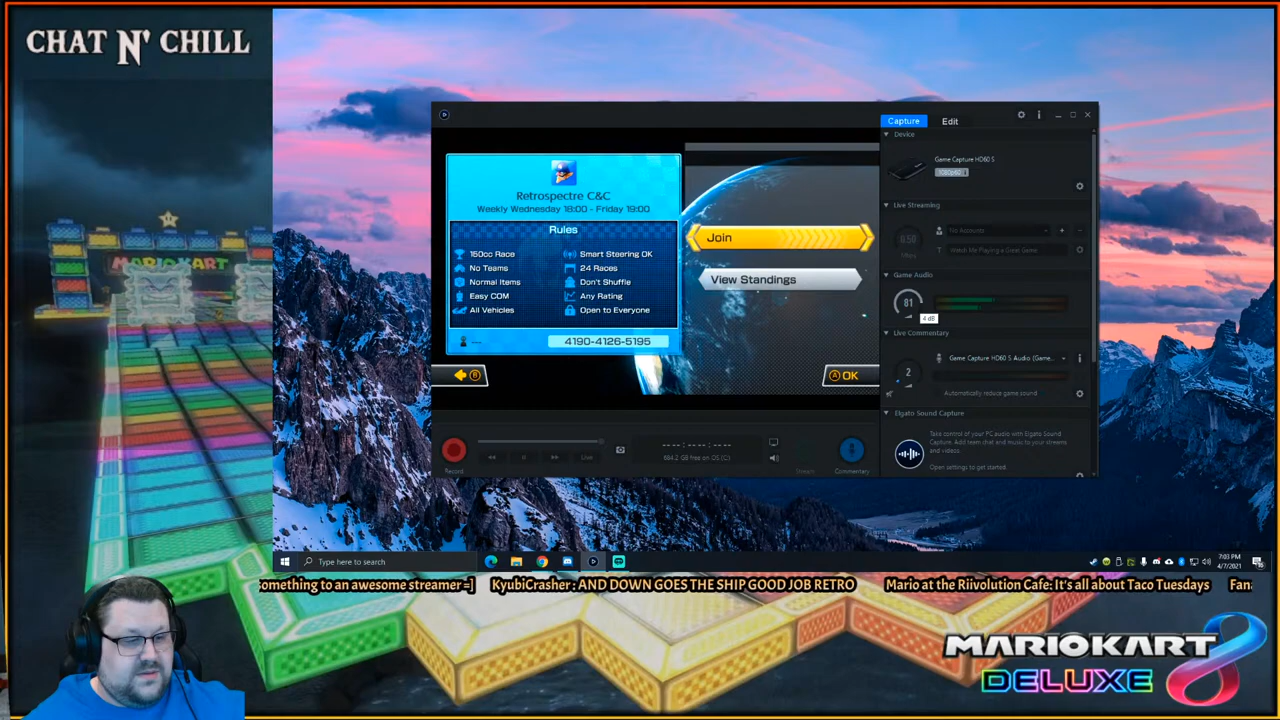 CHAT N' CHILL
MARIOKART
Capture
Edit
Device
Game Capture HD60 S
Live Streaming
No Accounts
Game Audio
81
4 dB
Live Commentary
2
Game Capture HD60 S Audio (Game...
Automatically reduce game sound
Elgato Sound Capture
Take control of your PC audio with Elgato Sound
Capture. Add team chat and music to your streams
and videos.
Open settings to get started.
Retrospectre C&C
Weekly Wednesday 18:00 - Friday 19:00
Rules
150cc Race
Smart Steering OK
No Teams
24 Races
Normal Items
Don't Shuffle
Easy COM
Any Rating
All Vehicles
Open to Everyone
4190-4126-5195
Join
View Standings
B
A OK
Record
Live
--:--:--
684.2 GB free on OS (C:)
Stream
Commentary
Type here to search
7:03 PM
4/7/2021
omething to an awesome streamer =] KyubiCrasher : AND DOWN GOES THE SHIP GOOD JOB RETRO Mario at the Riivolution Cafe: It's all about Taco Tuesdays Fan
MARIOKART 8
DELUXE